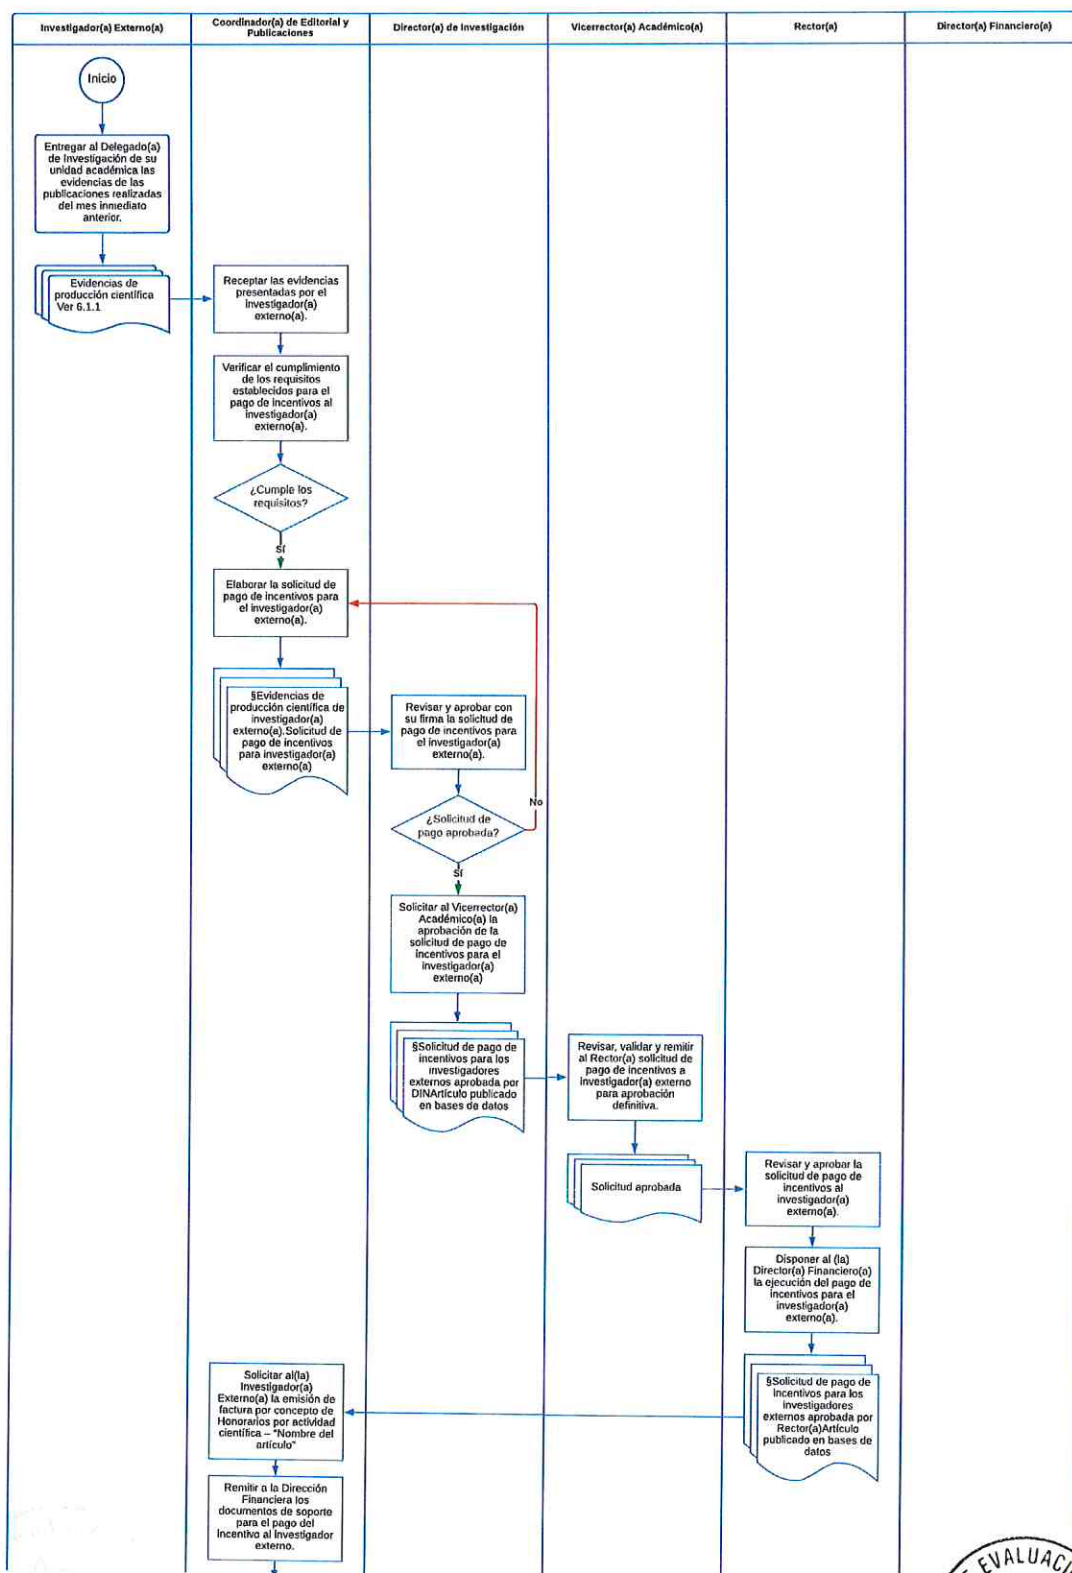 Investigador(a) Externo(a)
Coordinador(a) de Editorial y
Publicaciones
Director(a) de Investigación
Vicerrector(a) Académico(a)
Rector(a)
Director(a) Financiero(a)
Inicio
Entregar al Delegado(a)
de Investigación de su
unidad académica las
evidencias de las
publicaciones realizadas
del mes inmediato
anterior.
Evidencias de
producción científica
Ver 6.1.1
Receptar las evidencias
presentadas por el
investigador(a)
externo(a).
Verificar el cumplimiento
de los requisitos
establecidos para el
pago de incentivos al
investigador(a)
externo(a).
¿Cumple los
requisitos?
Sí
Elaborar la solicitud de
pago de incentivos para
el investigador(a)
externo(a).
§Evidencias de
producción científica de
investigador(a)
externo(a).Solicitud de
pago de incentivos
para investigador(a)
externo(a)
Revisar y aprobar con
su firma la solicitud de
pago de incentivos para
el investigador(a)
externo(a).
No
¿Solicitud de
pago aprobada?
Sí
Solicitar al Vicerrector(a)
Académico(a) la
aprobación de la
solicitud de pago de
incentivos para el
investigador(a)
externo(a)
§Solicitud de pago de
incentivos para los
investigadores
externos aprobada por
DINArtículo publicado
en bases de datos
Revisar, validar y remitir
al Rector(a) solicitud de
pago de incentivos a
investigador(a) externo
para aprobación
definitiva.
Solicitud aprobada
Revisar y aprobar la
solicitud de pago de
incentivos al
investigador(a)
externo(a).
Disponer al (la)
Director(a) Financiero(a)
la ejecución del pago de
incentivos para el
investigador(a)
externo(a).
§Solicitud de pago de
incentivos para los
investigadores
externos aprobada por
Rector(a)Artículo
publicado en bases de
datos
Solicitar al(la)
Investigador(a)
Externo(a) la emisión de
factura por concepto de
Honorarios por actividad
científica – "Nombre del
artículo"
Remitir a la Dirección
Financiera los
documentos de soporte
para el pago del
incentivo al investigador
externo.
EVALUACI